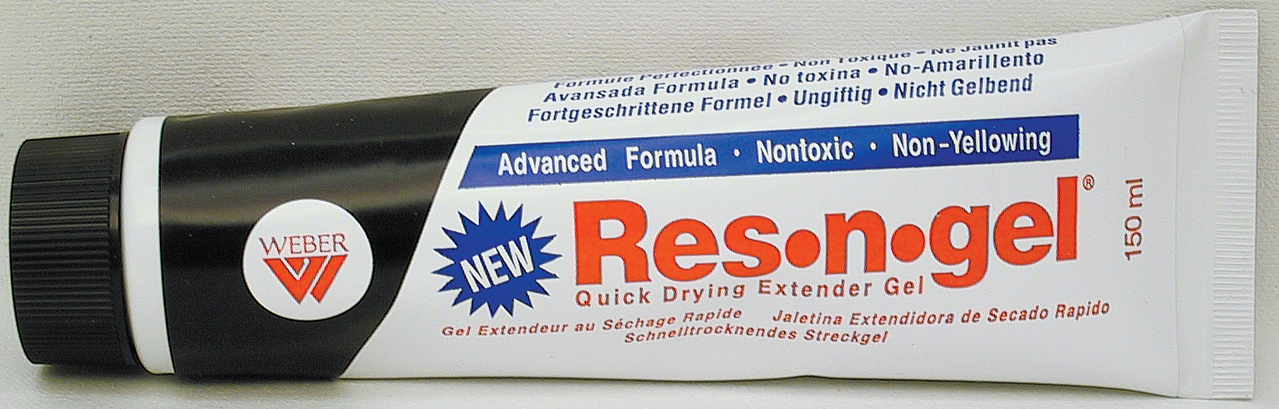 Formule Perfectionnée - Non Toxique - Ne Jaunit pas
Avansada Formula • No toxina • No-Amarillento
Fortgeschrittene Formel • Ungiftig • Nicht Gelbend
Advanced Formula • Nontoxic • Non-Yellowing
WEBER
NEW
Res•n•gel®
150 ml
Quick Drying Extender Gel
Gel Extendeur au Séchage Rapide Jaletina Extendidora de Secado Rapido
Schnelltrocknendes Streckgel